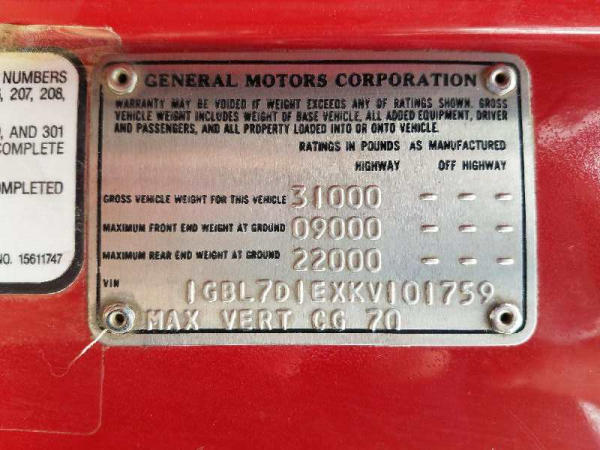 NUMBERS
207, 208,
AND 301
COMPLETE
OMPLETED
NO. 15611747
GENERAL MOTORS CORPORATION
WARRANTY MAY BE VOIDED IF WEIGHT EXCEEDS ANY OF RATINGS SHOWN. GROSS
VEHICLE WEIGHT INCLUDES WEIGHT OF BASE VEHICLE, ALL ADDED EQUIPMENT, DRIVER
AND PASSENGERS, AND ALL PROPERTY LOADED INTO OR ONTO VEHICLE.
RATINGS IN POUNDS AS MANUFACTURED
HIGHWAY OFF HIGHWAY
GROSS VEHICLE WEIGHT FOR THIS VEHICLE 31000 - - -
MAXIMUM FRONT END WEIGHT AT GROUND 09000 - - -
MAXIMUM REAR END WEIGHT AT GROUND 22000 - - -
VIN 1GBL7D1EXKV101759
MAX VERT CG 70